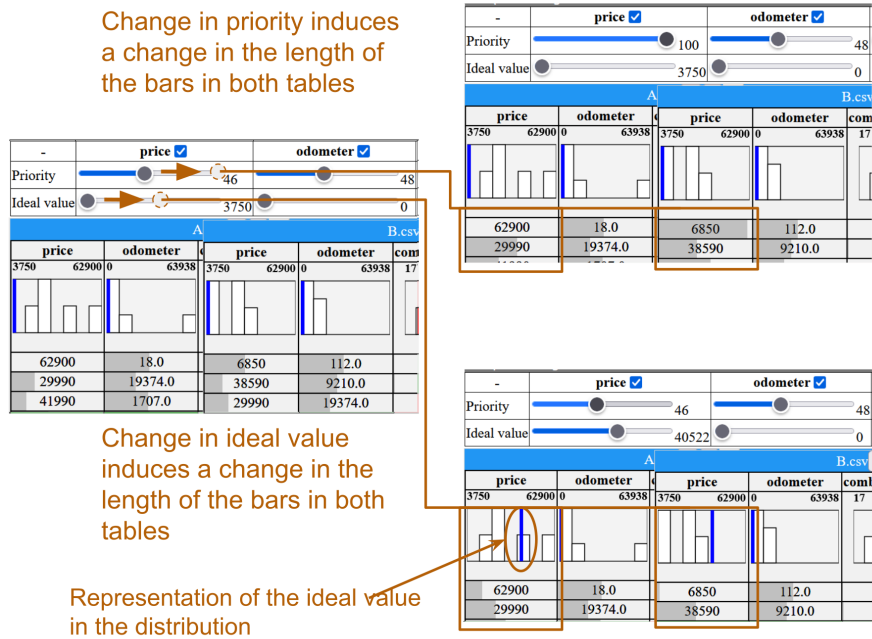 Change in priority induces
a change in the length of
the bars in both tables
- price odometer
Priority 100 48
Ideal value 3750 0
A B.csv
price odometer price odometer com
3750 62900 0 63938 3750 62900 0 63938 17
62900 18.0 6850 112.0
29990 19374.0 38590 9210.0
- price odometer
Priority 46 48
Ideal value 3750 0
A B.csv
price odometer price odometer com
3750 62900 0 63938 3750 62900 0 63938 17
62900 18.0 6850 112.0
29990 19374.0 38590 9210.0
41990 1707.0 29990 19374.0
Change in ideal value
induces a change in the
length of the bars in both
tables
- price odometer
Priority 46 48
Ideal value 40522 0
A B.csv
price odometer price odometer comb
3750 62900 0 63938 3750 62900 0 63938 17
62900 18.0 6850 112.0
29990 19374.0 38590 9210.0
Representation of the ideal value
in the distribution